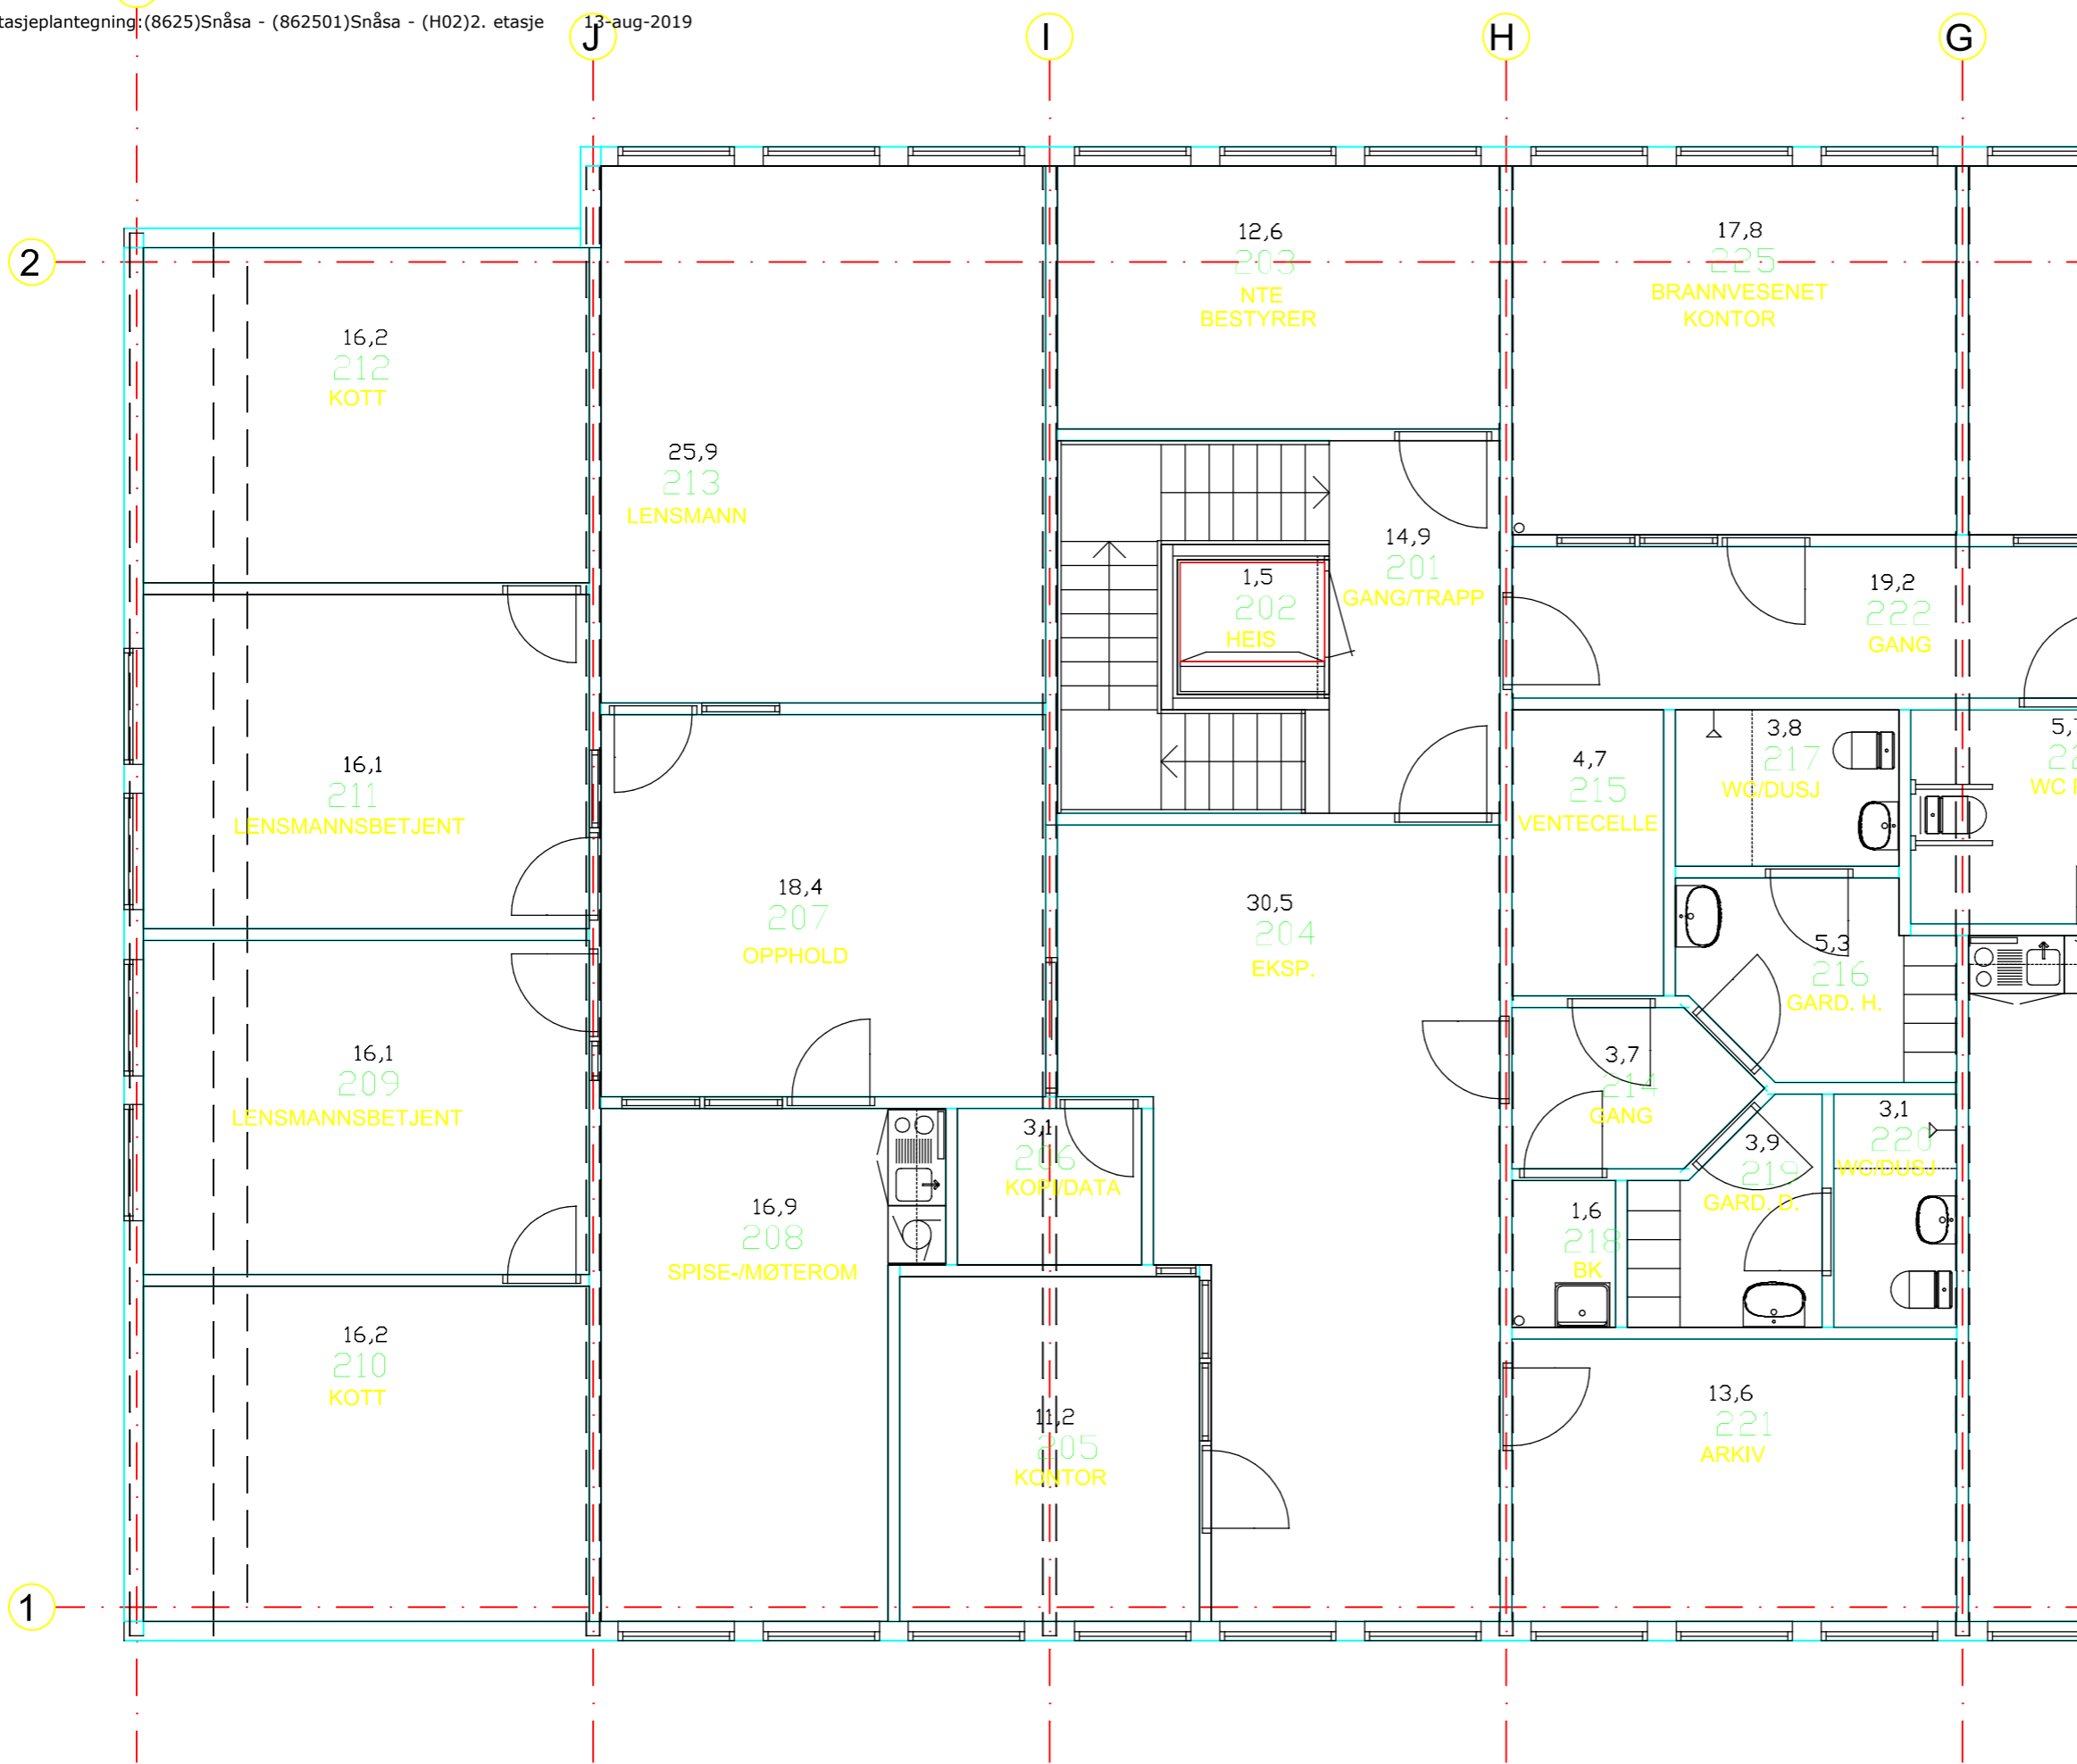 tasjeplantegning:(8625)Snåsa - (862501)Snåsa - (H02)2. etasje 13-aug-2019
J I H G
2
12,6
203
NTE
BESTYRER
17,8
225
BRANNVESENET
KONTOR
16,2
212
KOTT
25,9
213
LENSMANN
14,9
201
GANG/TRAPP
1,5
202
HEIS
19,2
222
GANG
16,1
211
LENSMANNSBETJENT
4,7
215
VENTECELLE
3,8
217
WC/DUSJ
WC
18,4
207
OPPHOLD
30,5
204
EKSP.
5,3
216
GARD. H.
16,1
209
LENSMANNSBETJENT
3,7
214
GANG
3,1
206
KOPI/DATA
3,9
219
GARD. D.
3,1
220
WC/DUSJ
16,9
208
SPISE-/MØTEROM
1,6
218
BK
16,2
210
KOTT
11,2
205
KONTOR
13,6
221
ARKIV
1